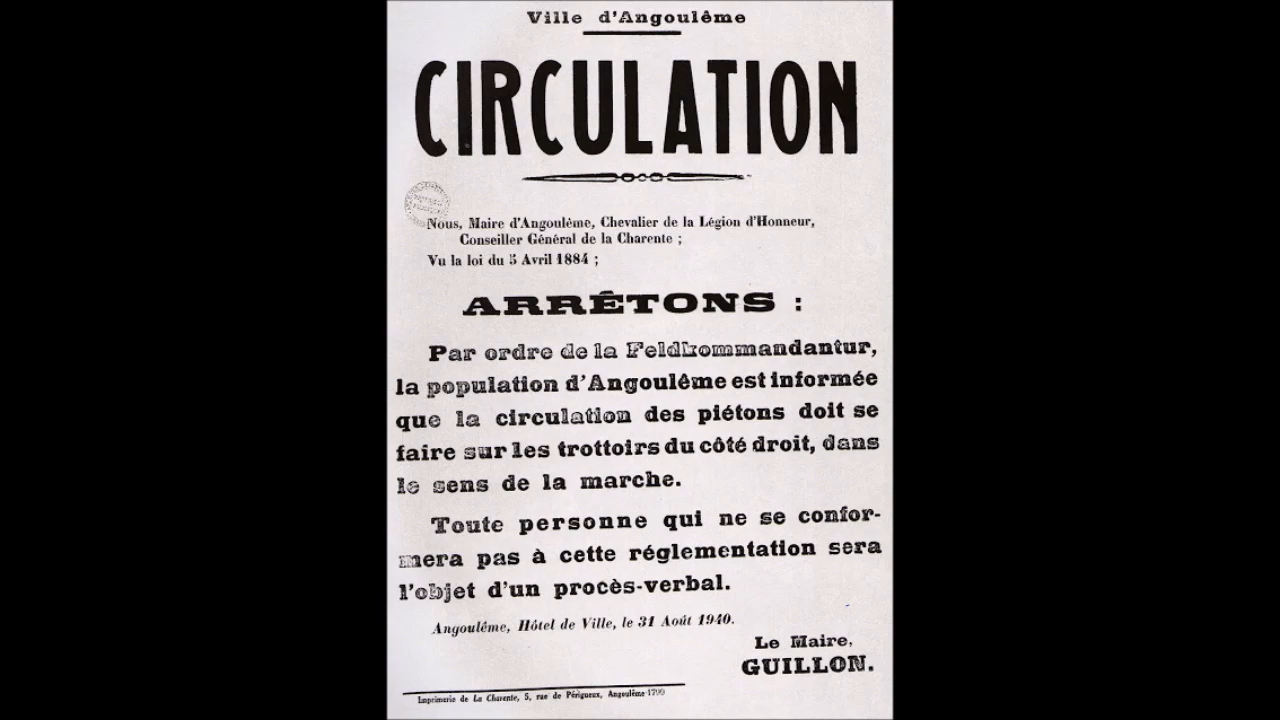 Ville d'Angoulême
CIRCULATION
Nous, Maire d'Angoulême, Chevalier de la Légion d'Honneur,
Conseiller Général de la Charente ;
Vu la loi du 5 Avril 1884 ;
ARRÊTONS :
Par ordre de la Feldkommandantur,
la population d'Angoulême est informée
que la circulation des piétons doit se
faire sur les trottoirs du côté droit, dans
le sens de la marche.
Toute personne qui ne se confor-
mera pas à cette réglementation sera
l'objet d'un procès-verbal.
Angoulême, Hôtel de Ville, le 31 Août 1940.
Le Maire,
GUILLON.
Imprimerie de La Charente, 5, rue de Périgueux, Angoulême